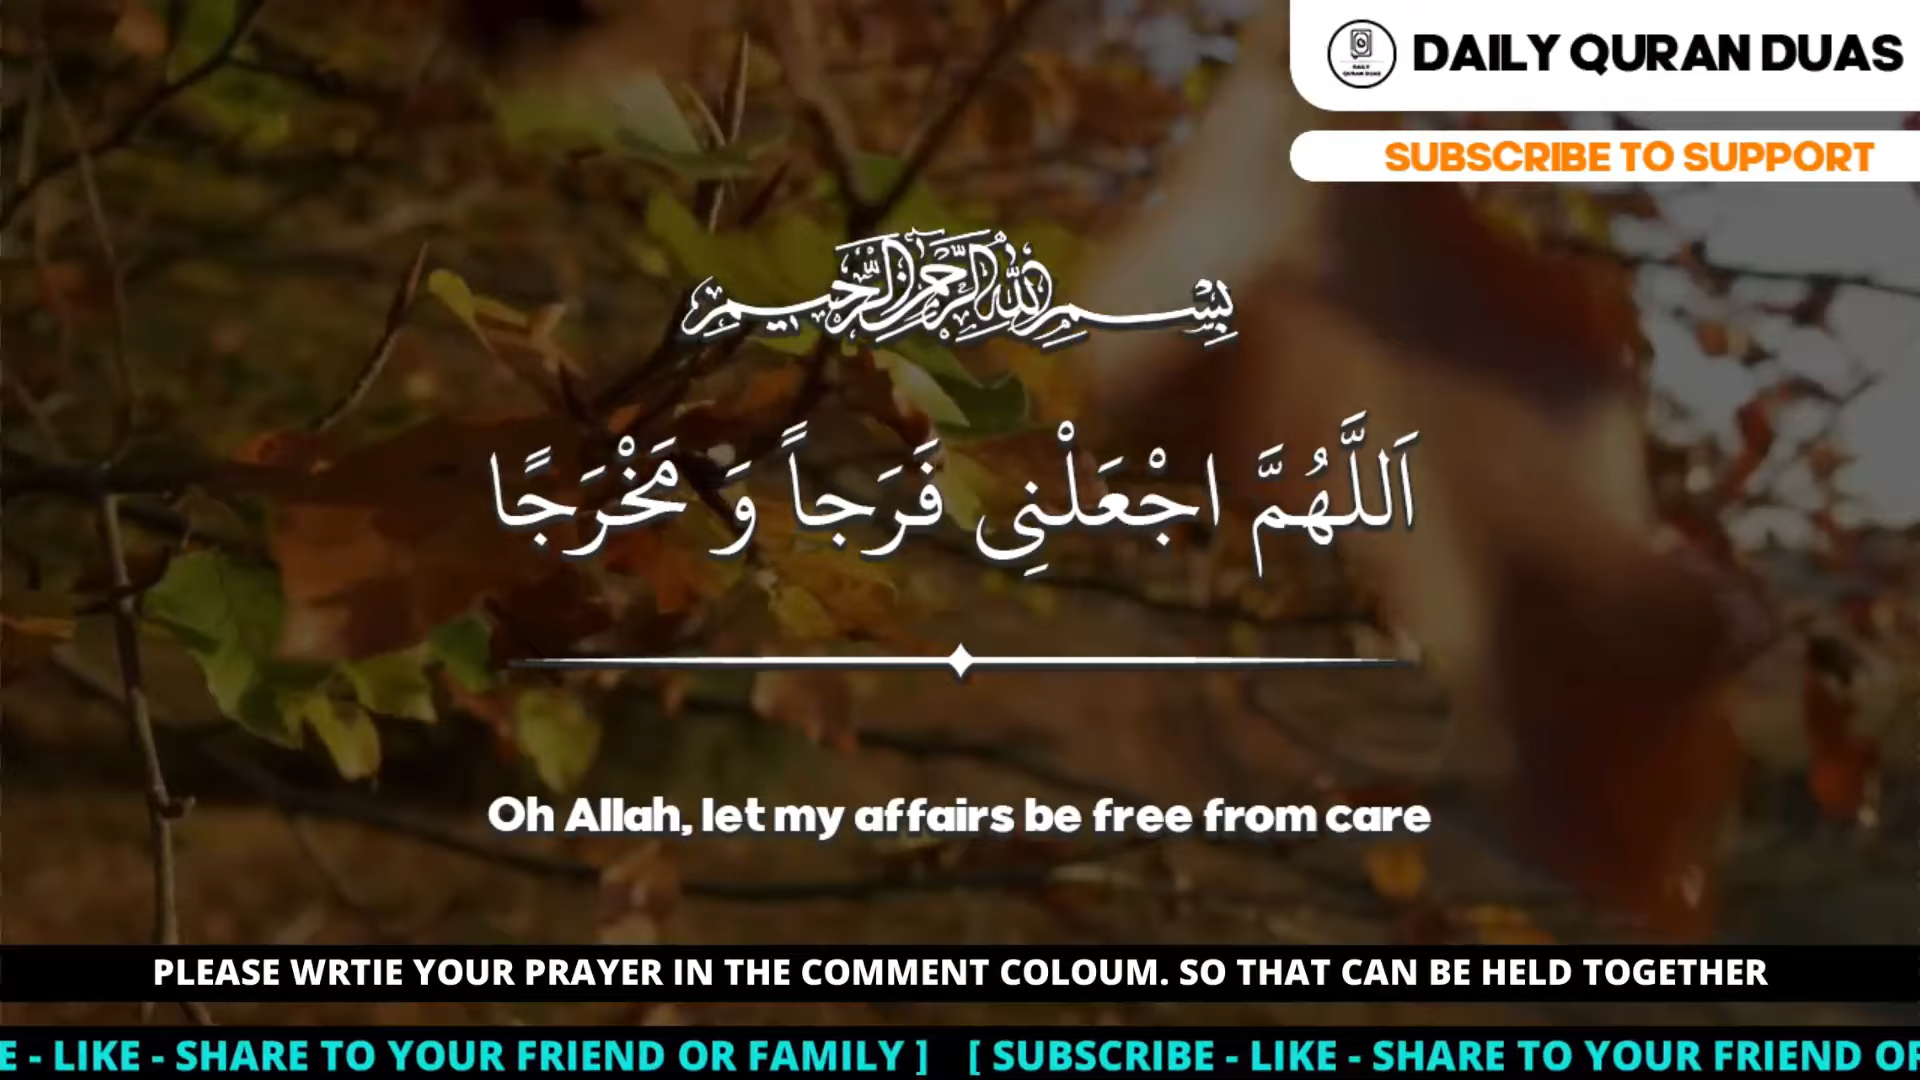 DAILY QURAN DUAS
SUBSCRIBE TO SUPPORT
بِسْمِ اللَّهِ الرَّحْمَٰنِ الرَّحِيمِ
اَللَّهُمَّ اجْعَلْنِى فَرَجاً وَ مَخْرَجًا
Oh Allah, let my affairs be free from care
PLEASE WRTIE YOUR PRAYER IN THE COMMENT COLOUM. SO THAT CAN BE HELD TOGETHER
E - LIKE - SHARE TO YOUR FRIEND OR FAMILY ] [ SUBSCRIBE - LIKE - SHARE TO YOUR FRIEND OF